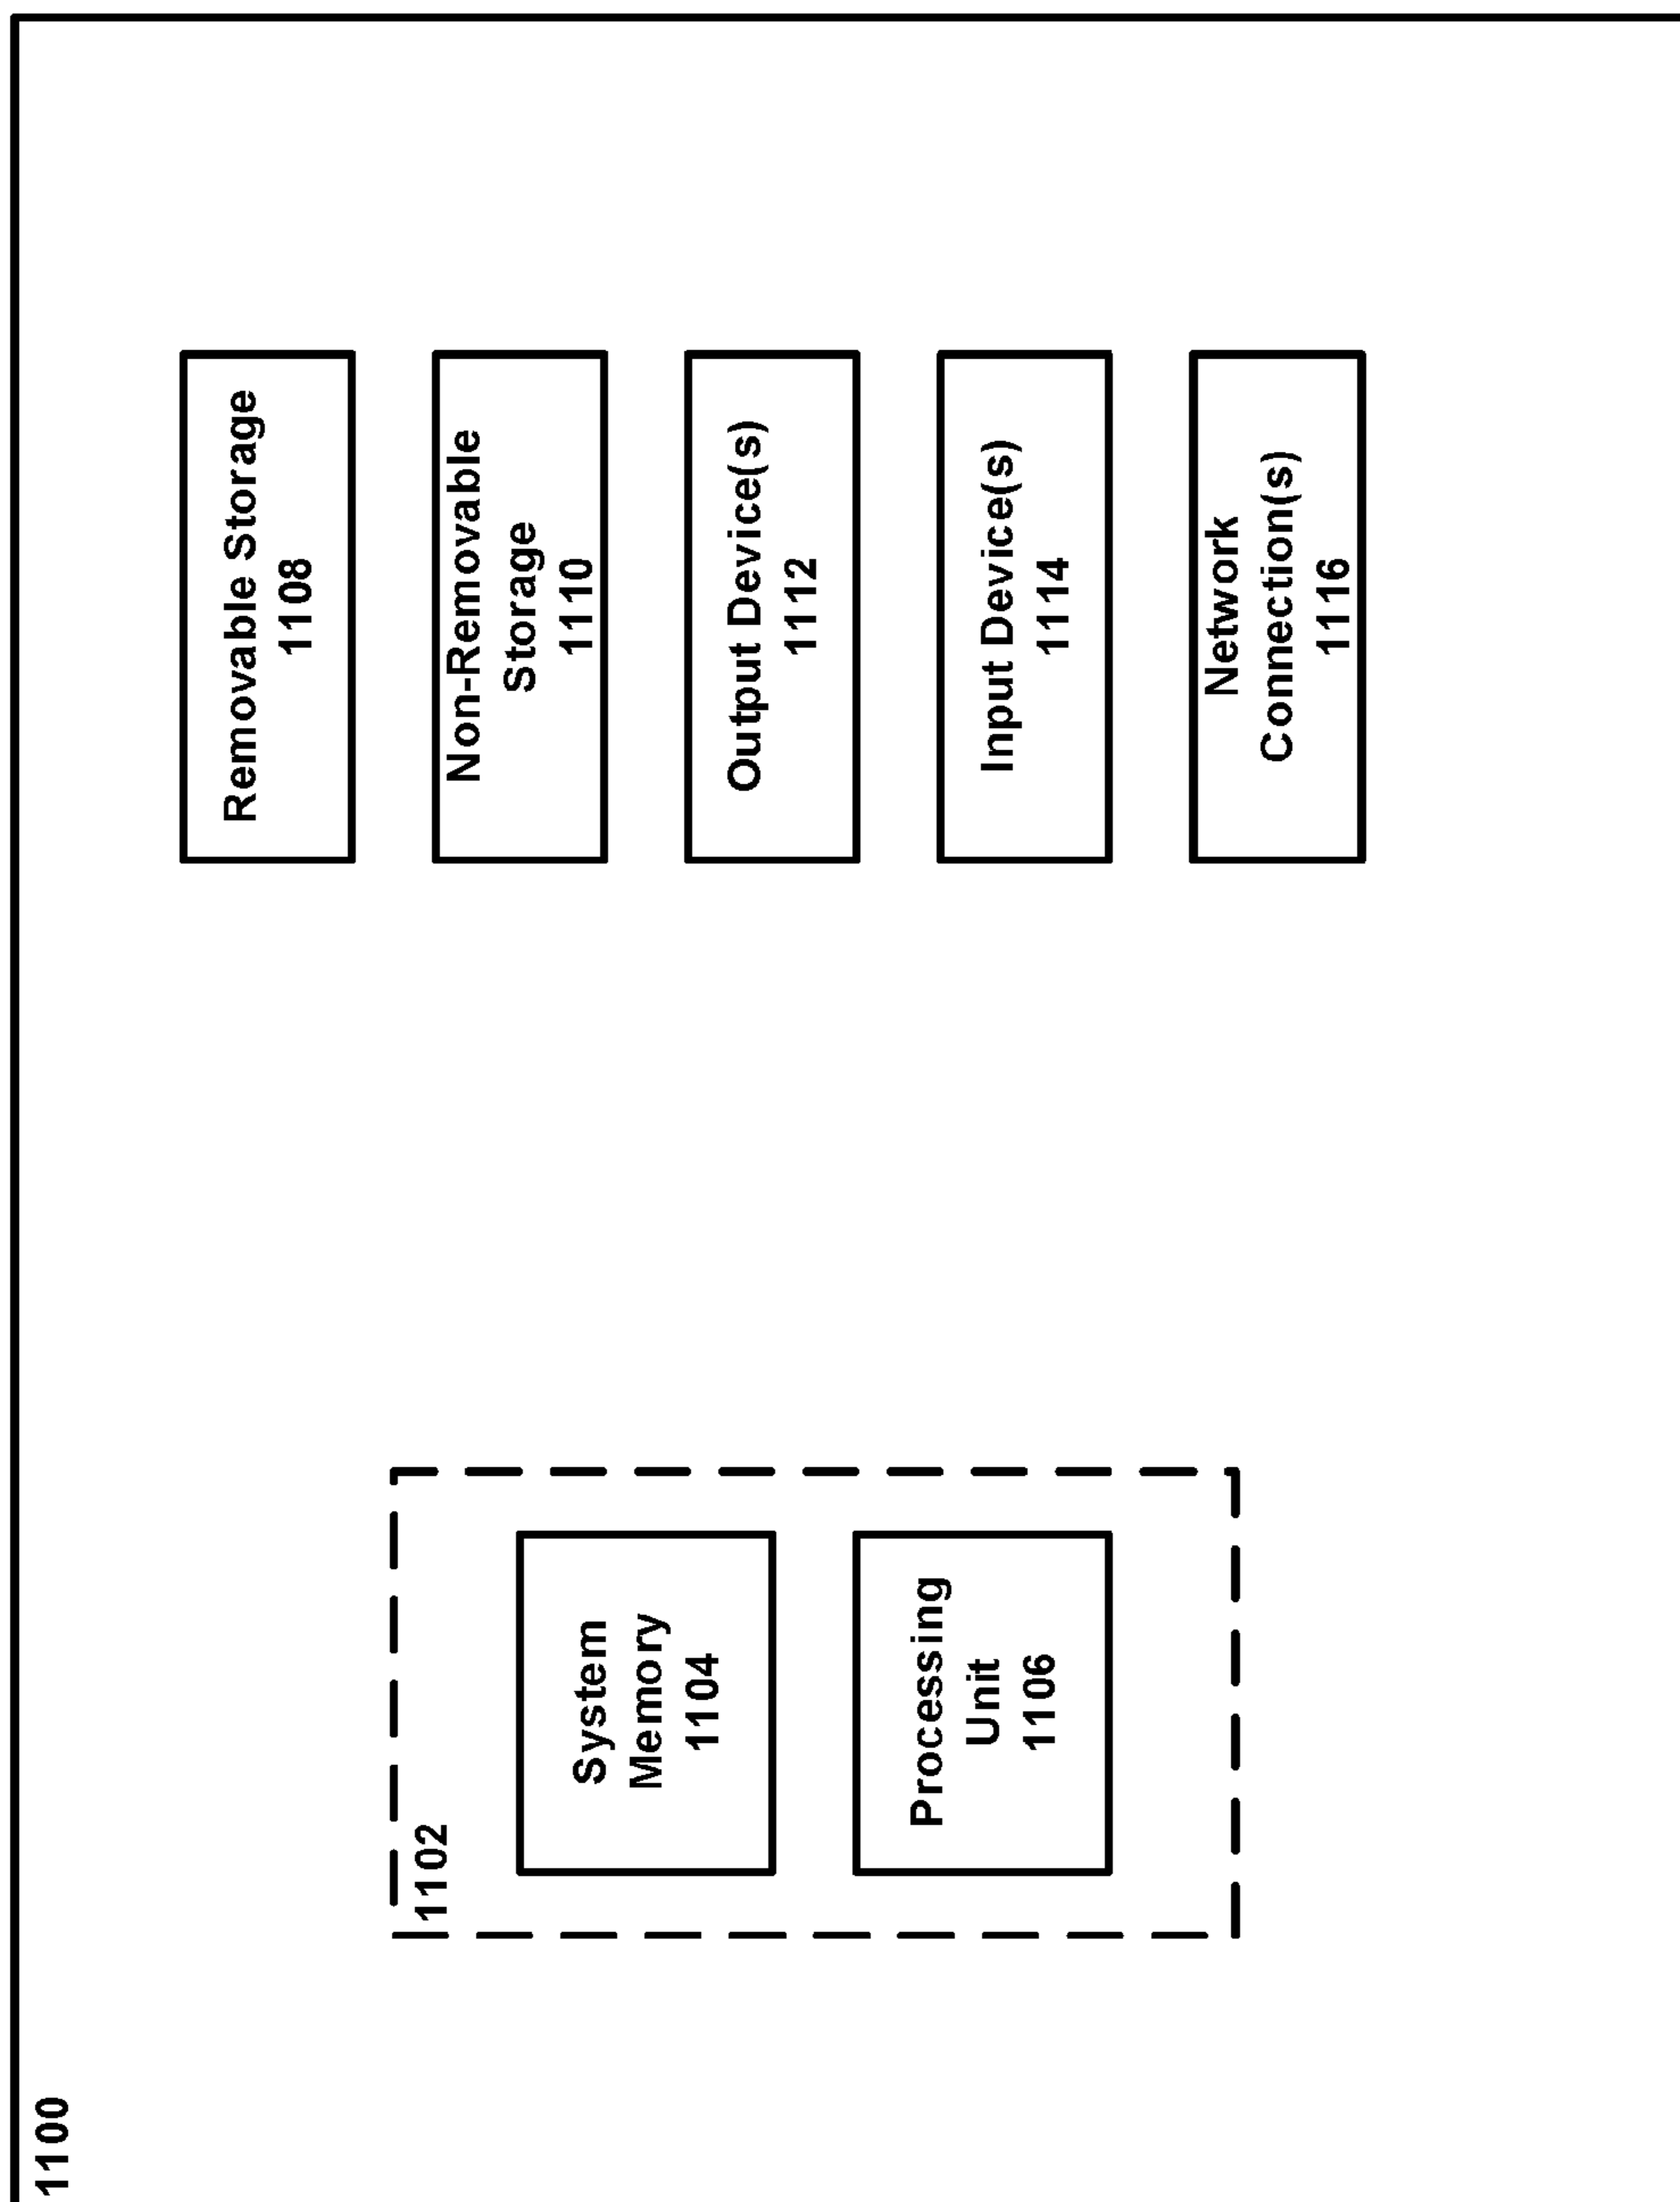 1100
1102
System
Memory
1104
Processing
Unit
1106
Removable Storage
1108
Non-Removable
Storage
1110
Output Device(s)
1112
Input Device(s)
1114
Network
Connection(s)
1116